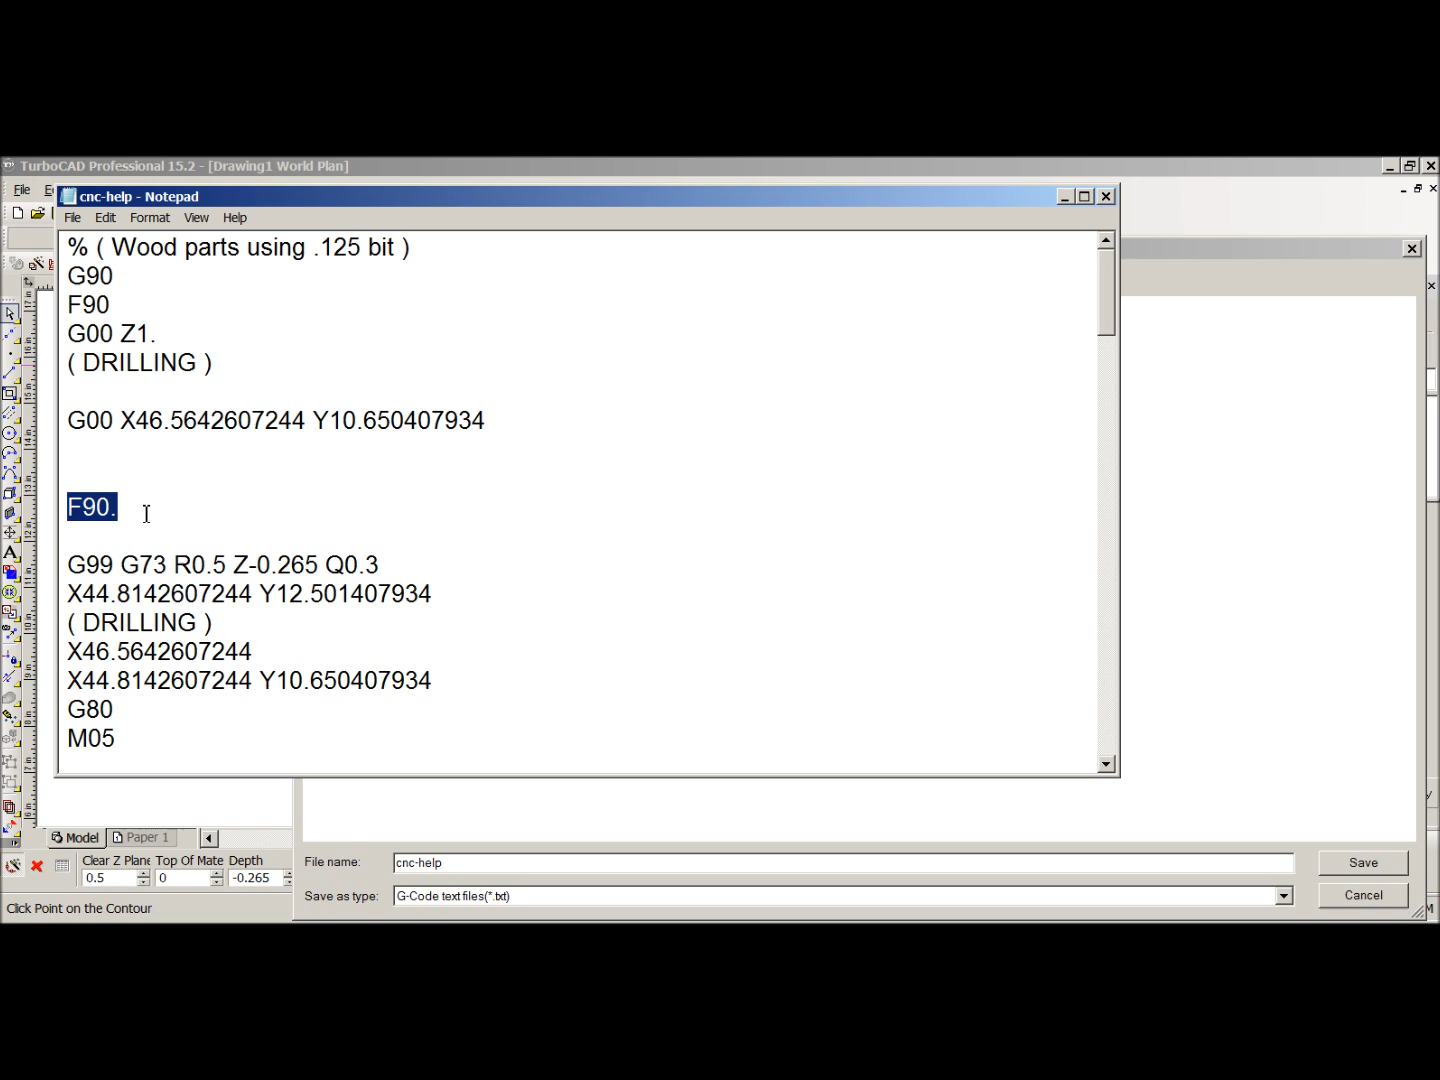 TurboCAD Professional 15.2 - [Drawing1 World Plan]
File
cnc-help - Notepad
File Edit Format View Help
% ( Wood parts using .125 bit )
G90
F90
G00 Z1.
( DRILLING )
G00 X46.5642607244 Y10.650407934
F90.
G99 G73 R0.5 Z-0.265 Q0.3
X44.8142607244 Y12.501407934
( DRILLING )
X46.5642607244
X44.8142607244 Y10.650407934
G80
M05
Model Paper 1
Clear Z Plane Top Of Mate Depth
0.5 0 -0.265
Click Point on the Contour
File name: cnc-help Save
Save as type: G-Code text files(*.txt) Cancel